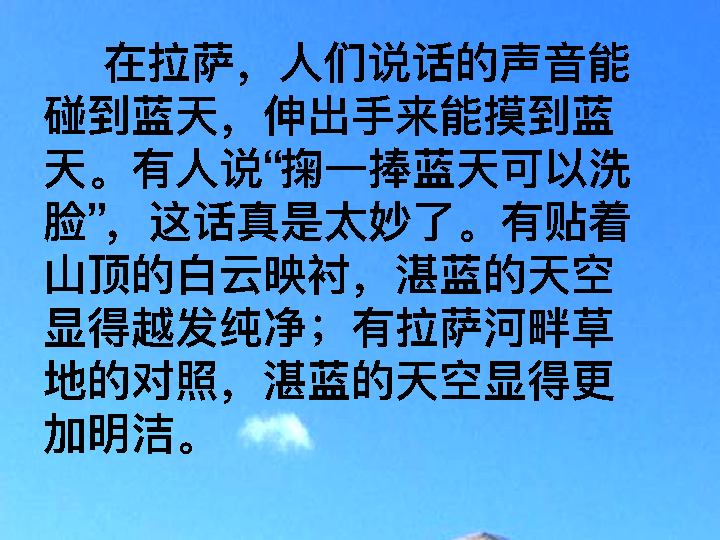 在拉萨，人们说话的声音能
碰到蓝天，伸出手来能摸到蓝
天。有人说“掬一捧蓝天可以洗
脸”，这话真是太妙了。有贴着
山顶的白云映衬，湛蓝的天空
显得越发纯净；有拉萨河畔草
地的对照，湛蓝的天空显得更
加明洁。